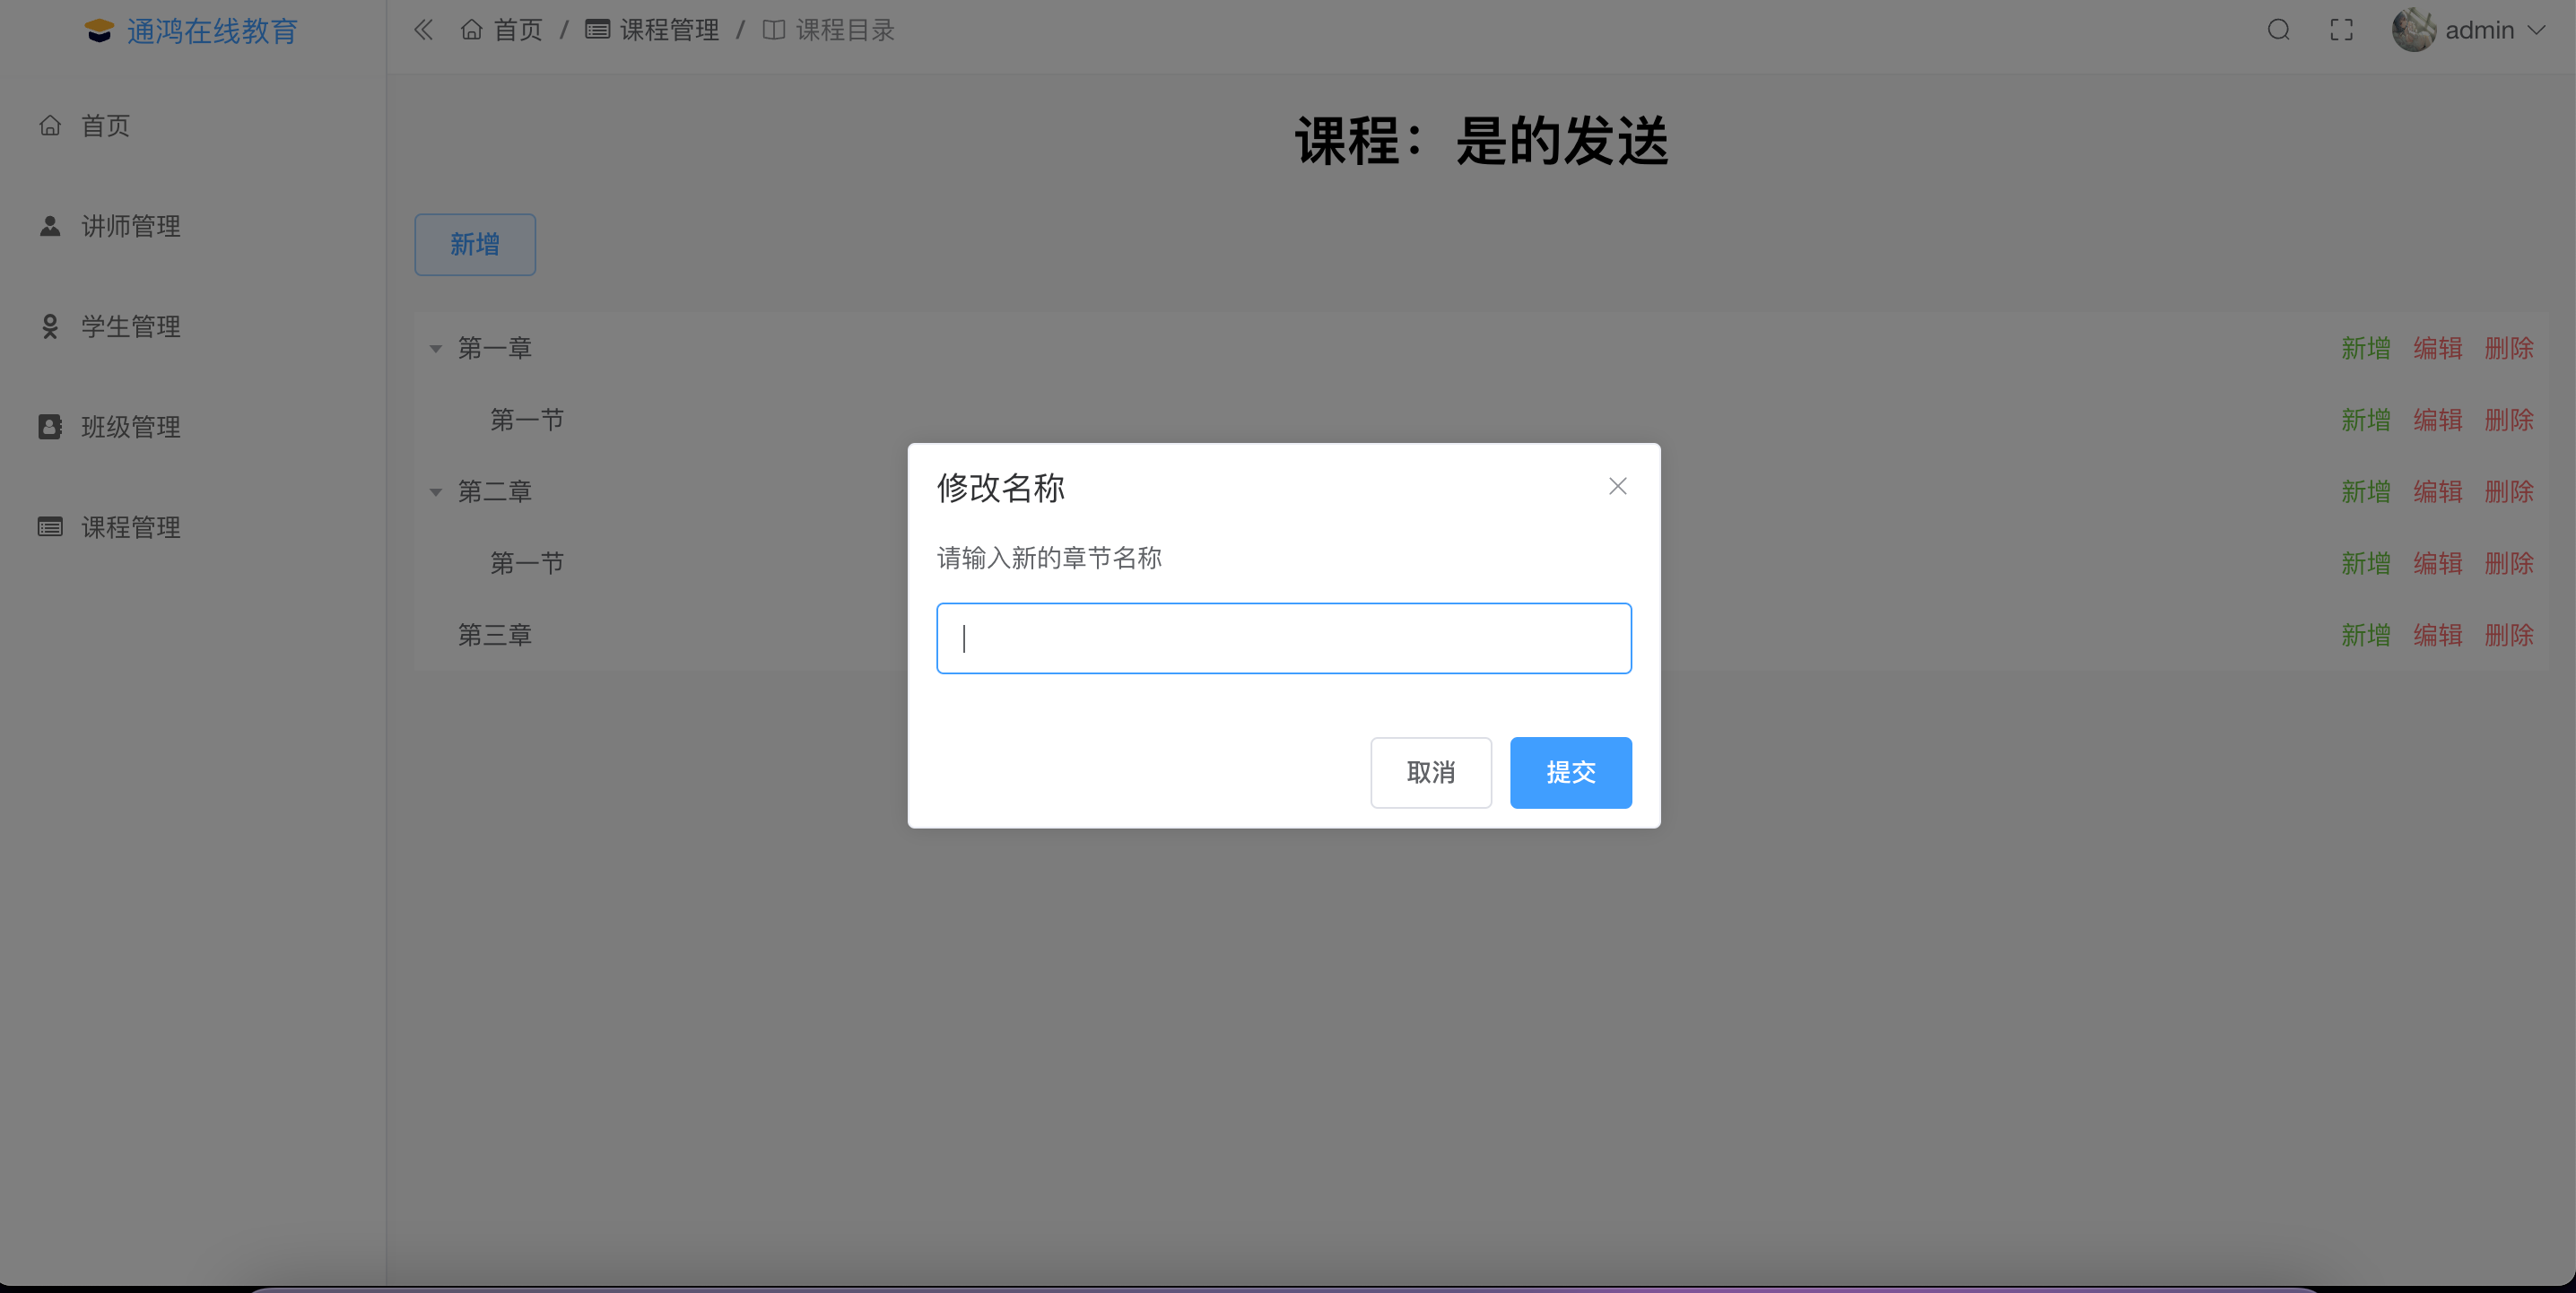 通鸿在线教育
首页 / 课程管理 / 课程目录
admin
首页
讲师管理
学生管理
班级管理
课程管理
课程：是的发送
新增
第一章 新增 编辑 删除
第一节 新增 编辑 删除
第二章 新增 编辑 删除
第一节 新增 编辑 删除
第三章 新增 编辑 删除
修改名称
请输入新的章节名称
取消 提交